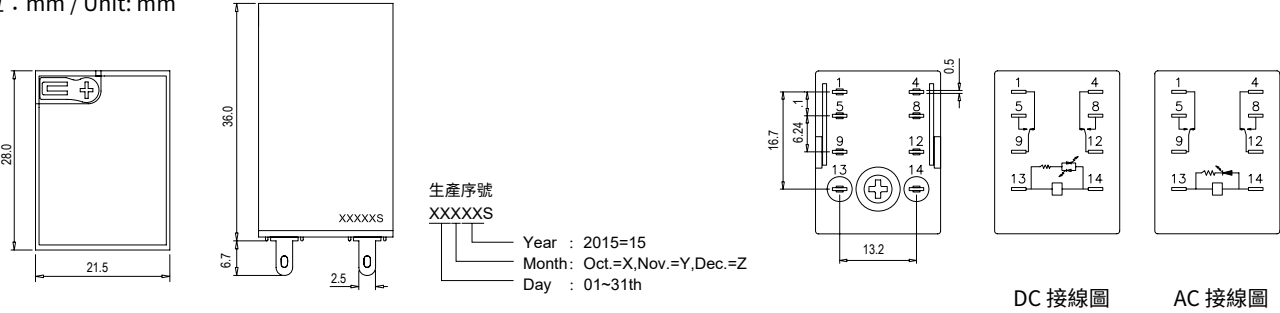 ：mm / Unit: mm
28.0
21.5
36.0
XXXXXS
6.7
2.5
生產序號
XXXXXS
Year : 2015=15
Month: Oct.=X,Nov.=Y,Dec.=Z
Day : 01~31th
0.5
1 4
.1
5 8
16.7
6.24
9 12
13 14
13.2
1 4
5 8
9 12
13 14
DC 接線圖
1 4
5 8
9 12
13 14
AC 接線圖